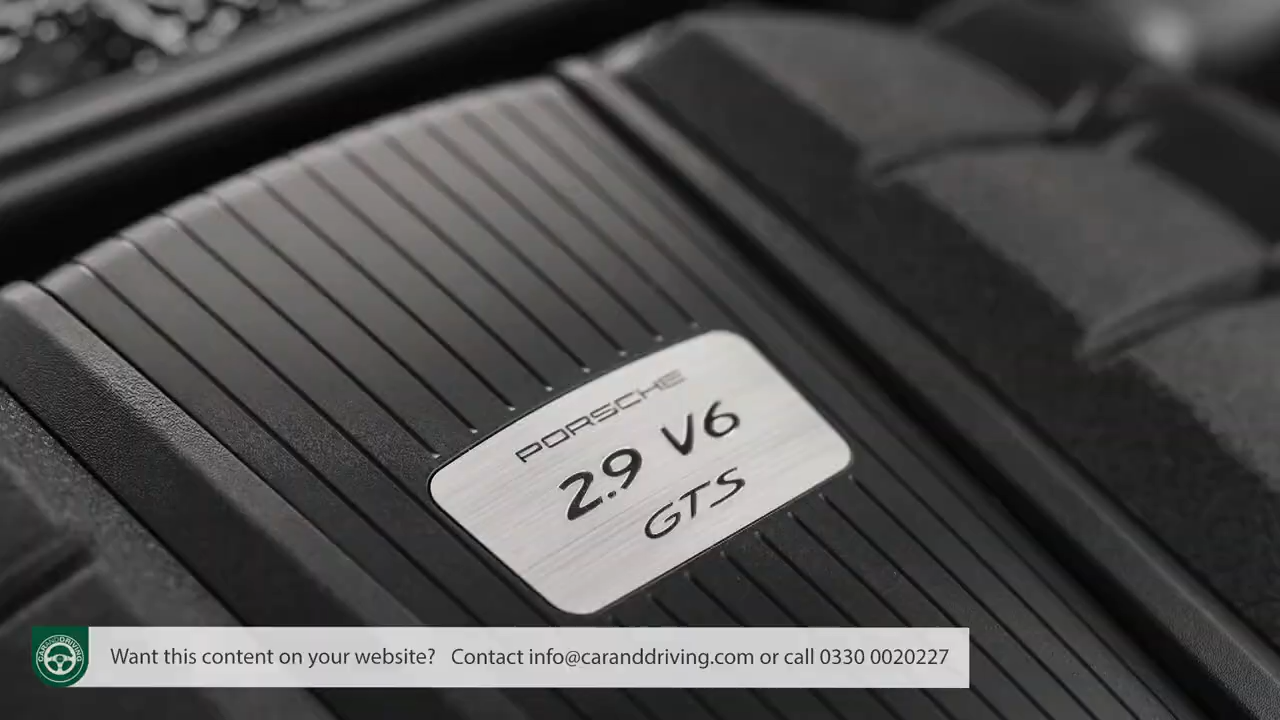 PORSCHE
2.9 V6
GTS
CARANDDRIVING
Want this content on your website? Contact info@caranddriving.com or call 0330 0020227